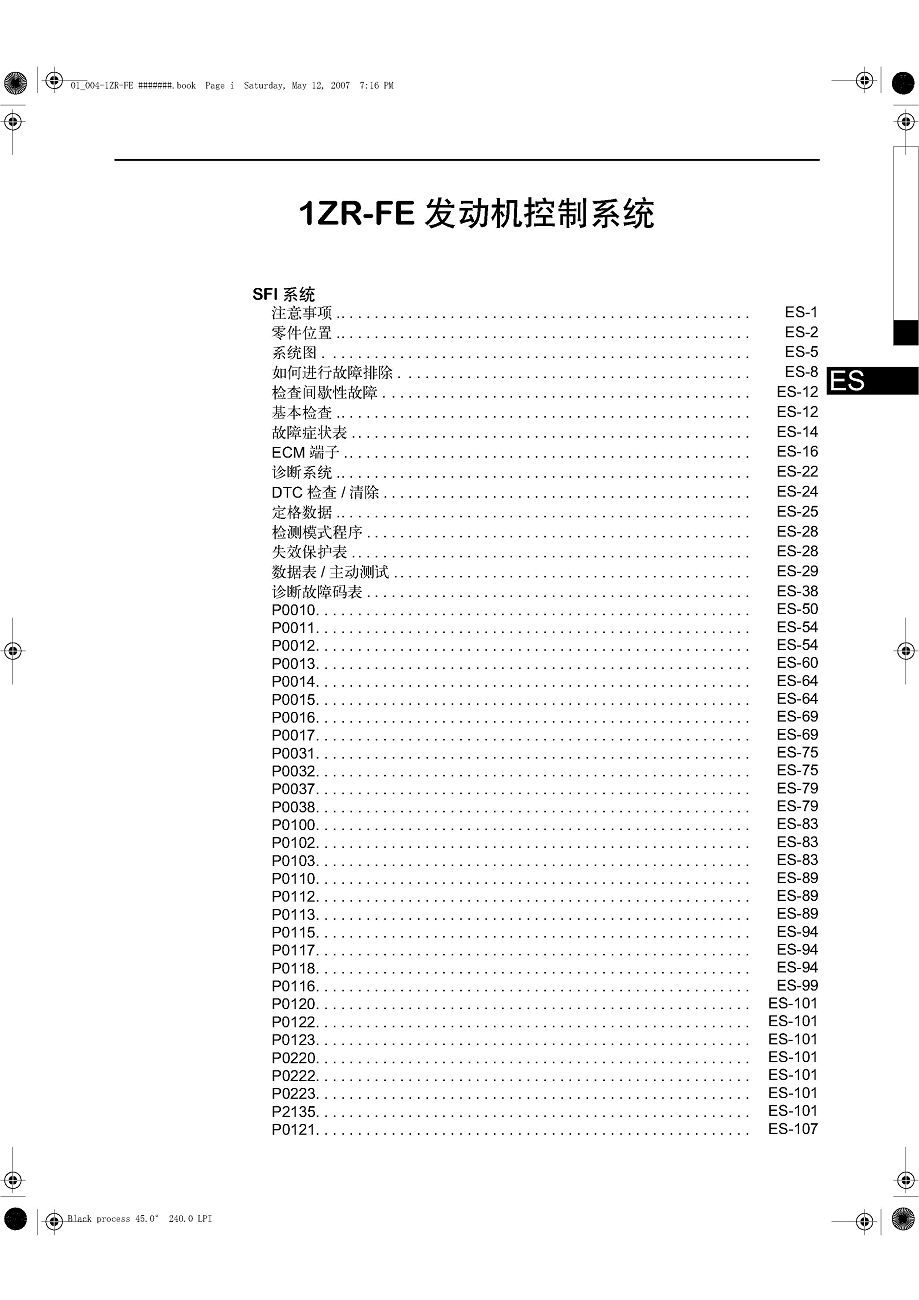 01_004-1ZR-FE #######.book Page i Saturday, May 12, 2007 7:16 PM
1ZR-FE 发动机控制系统
SFI 系统
注意事项 ................................................. ES-1
零件位置 ................................................. ES-2
系统图 ................................................. ES-5
如何进行故障排除 ................................................. ES-8
ES
检查间歇性故障 ................................................. ES-12
基本检查 ................................................. ES-12
故障症状表 ................................................. ES-14
ECM 端子 ................................................. ES-16
诊断系统 ................................................. ES-22
DTC 检查 / 清除 ................................................. ES-24
定格数据 ................................................. ES-25
检测模式程序 ................................................. ES-28
失效保护表 ................................................. ES-28
数据表 / 主动测试 ................................................. ES-29
诊断故障码表 ................................................. ES-38
P0010 ................................................. ES-50
P0011 ................................................. ES-54
P0012 ................................................. ES-54
P0013 ................................................. ES-60
P0014 ................................................. ES-64
P0015 ................................................. ES-64
P0016 ................................................. ES-69
P0017 ................................................. ES-69
P0031 ................................................. ES-75
P0032 ................................................. ES-75
P0037 ................................................. ES-79
P0038 ................................................. ES-79
P0100 ................................................. ES-83
P0102 ................................................. ES-83
P0103 ................................................. ES-83
P0110 ................................................. ES-89
P0112 ................................................. ES-89
P0113 ................................................. ES-89
P0115 ................................................. ES-94
P0117 ................................................. ES-94
P0118 ................................................. ES-94
P0116 ................................................. ES-99
P0120 ................................................. ES-101
P0122 ................................................. ES-101
P0123 ................................................. ES-101
P0220 ................................................. ES-101
P0222 ................................................. ES-101
P0223 ................................................. ES-101
P2135 ................................................. ES-101
P0121 ................................................. ES-107
Black process 45.0° 240.0 LPI